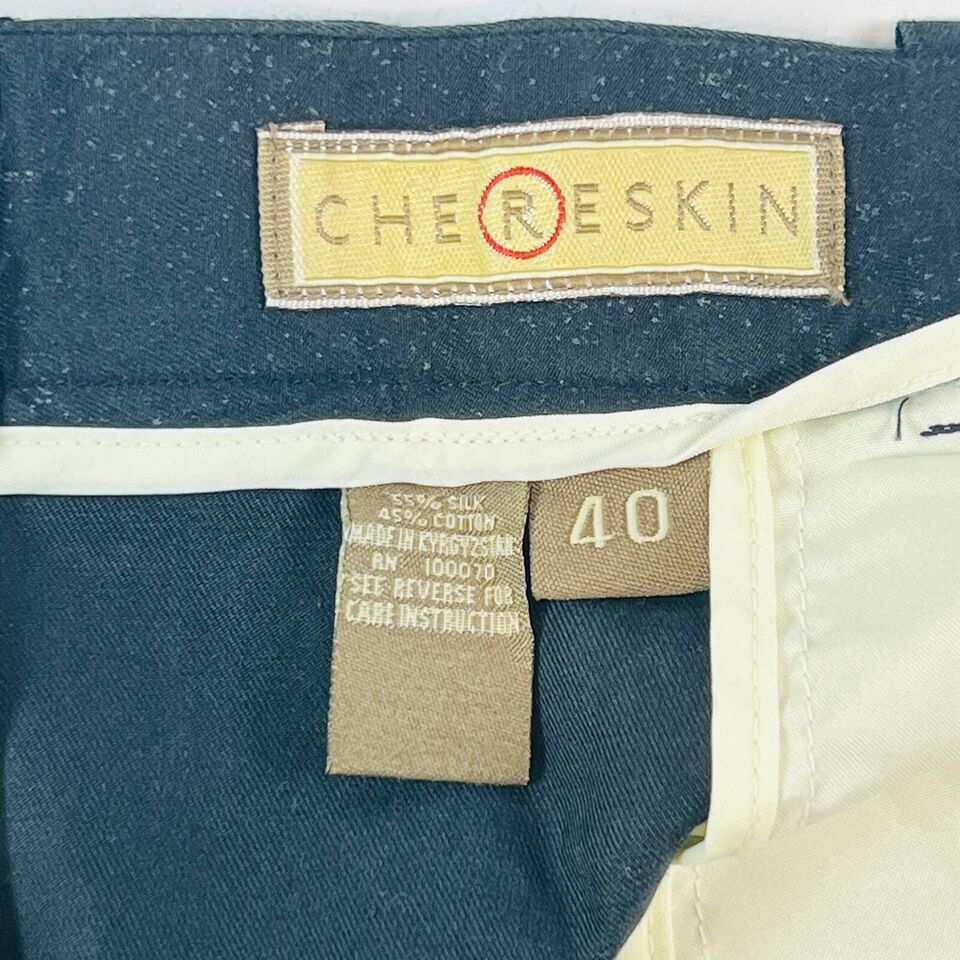 CHERESKIN
55% SILK
45% COTTON
MADE IN KYRGYZSTAN
RN 100070
SEE REVERSE FOR
CARE INSTRUCTION
40